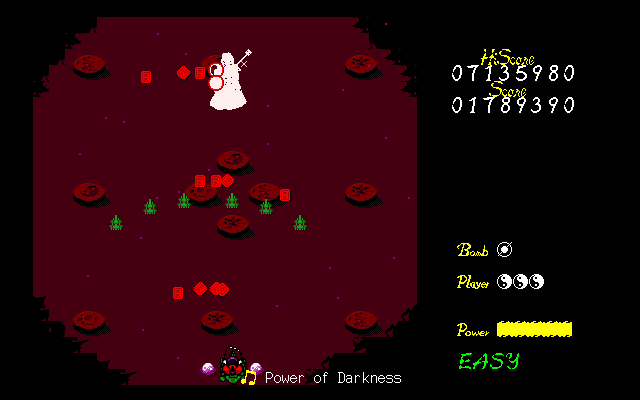 HiScore
07135980
Score
01789390
Bomb
Player
Power
EASY
♫ Power of Darkness